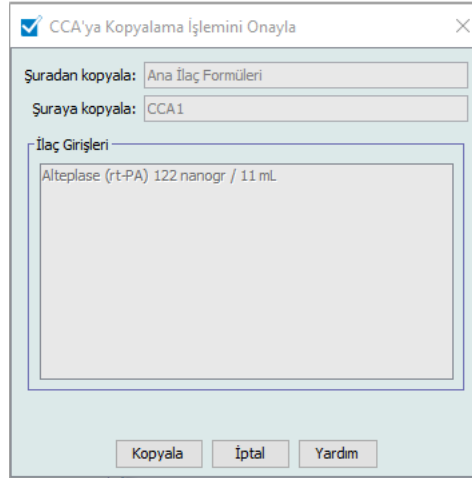 CCA'ya Kopyalama İşlemini Onayla
Şuradan kopyala: Ana İlaç Formüleri
Şuraya kopyala: CCA1
İlaç Girişleri
Alteplase (rt-PA) 122 nanogr / 11 mL
Kopyala İptal Yardım